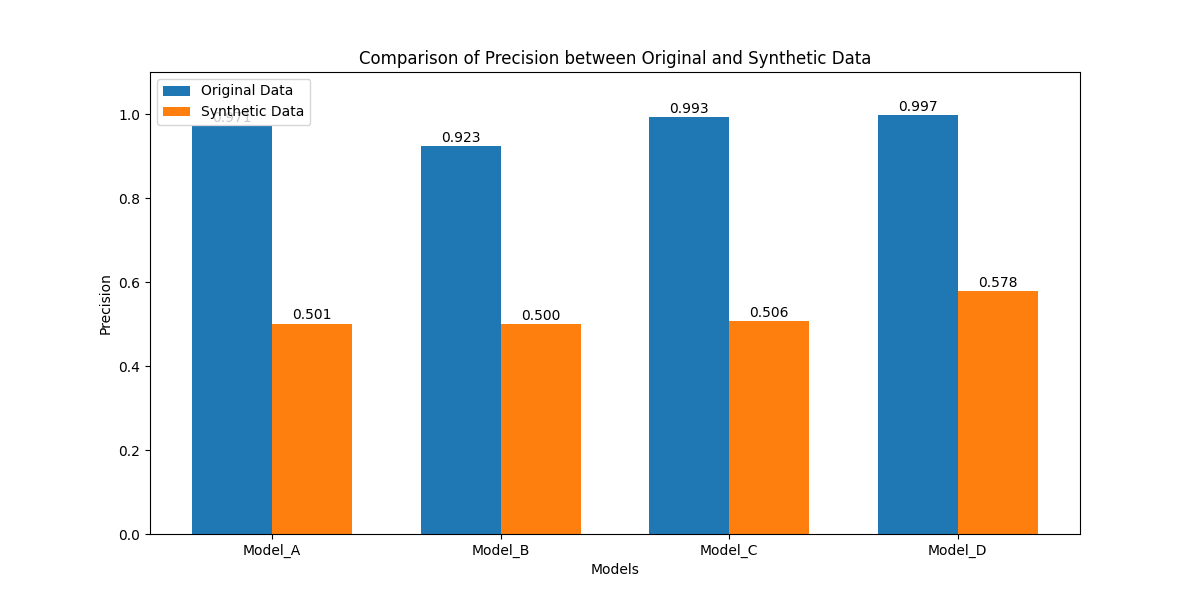 Comparison of Precision between Original and Synthetic Data
Original Data
Synthetic Data
0.971
0.501
0.923
0.500
0.993
0.506
0.997
0.578
1.0
0.8
0.6
0.4
0.2
0.0
Precision
Model_A
Model_B
Model_C
Model_D
Models